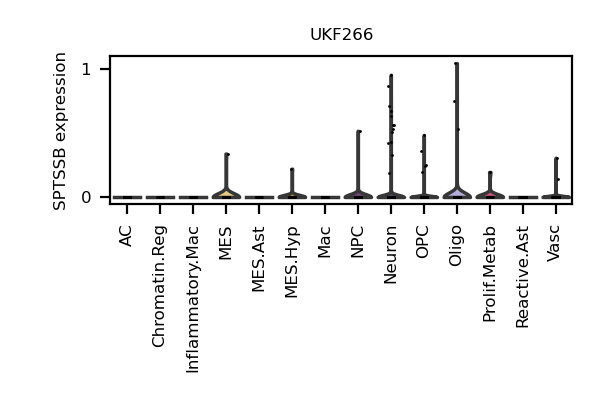 UKF266
SPTSSB expression
1
0
AC
Chromatin.Reg
Inflammatory.Mac
MES
MES.Ast
MES.Hyp
Mac
NPC
Neuron
OPC
Oligo
Prolif.Metab
Reactive.Ast
Vasc